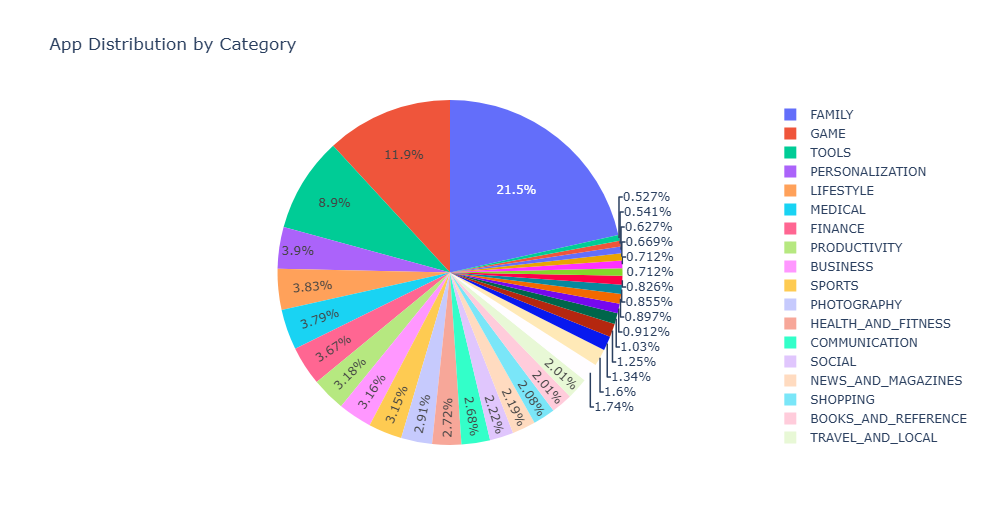 App Distribution by Category
21.5%
11.9%
8.9%
3.9%
3.83%
3.79%
3.67%
3.18%
3.16%
3.15%
2.91%
2.72%
2.68%
2.22%
2.19%
2.08%
2.01%
2.01%
1.74%
1.6%
1.34%
1.25%
1.03%
0.912%
0.897%
0.855%
0.826%
0.712%
0.712%
0.669%
0.627%
0.541%
0.527%
FAMILY
GAME
TOOLS
PERSONALIZATION
LIFESTYLE
MEDICAL
FINANCE
PRODUCTIVITY
BUSINESS
SPORTS
PHOTOGRAPHY
HEALTH_AND_FITNESS
COMMUNICATION
SOCIAL
NEWS_AND_MAGAZINES
SHOPPING
BOOKS_AND_REFERENCE
TRAVEL_AND_LOCAL